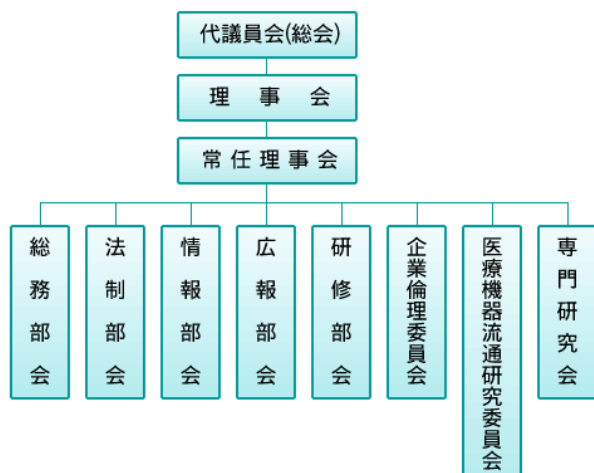 代議員会(総会)
理事会
常任理事会
総務部会
法制部会
情報部会
広報部会
研修部会
企業倫理委員会
医療機器流通研究委員会
専門研究会